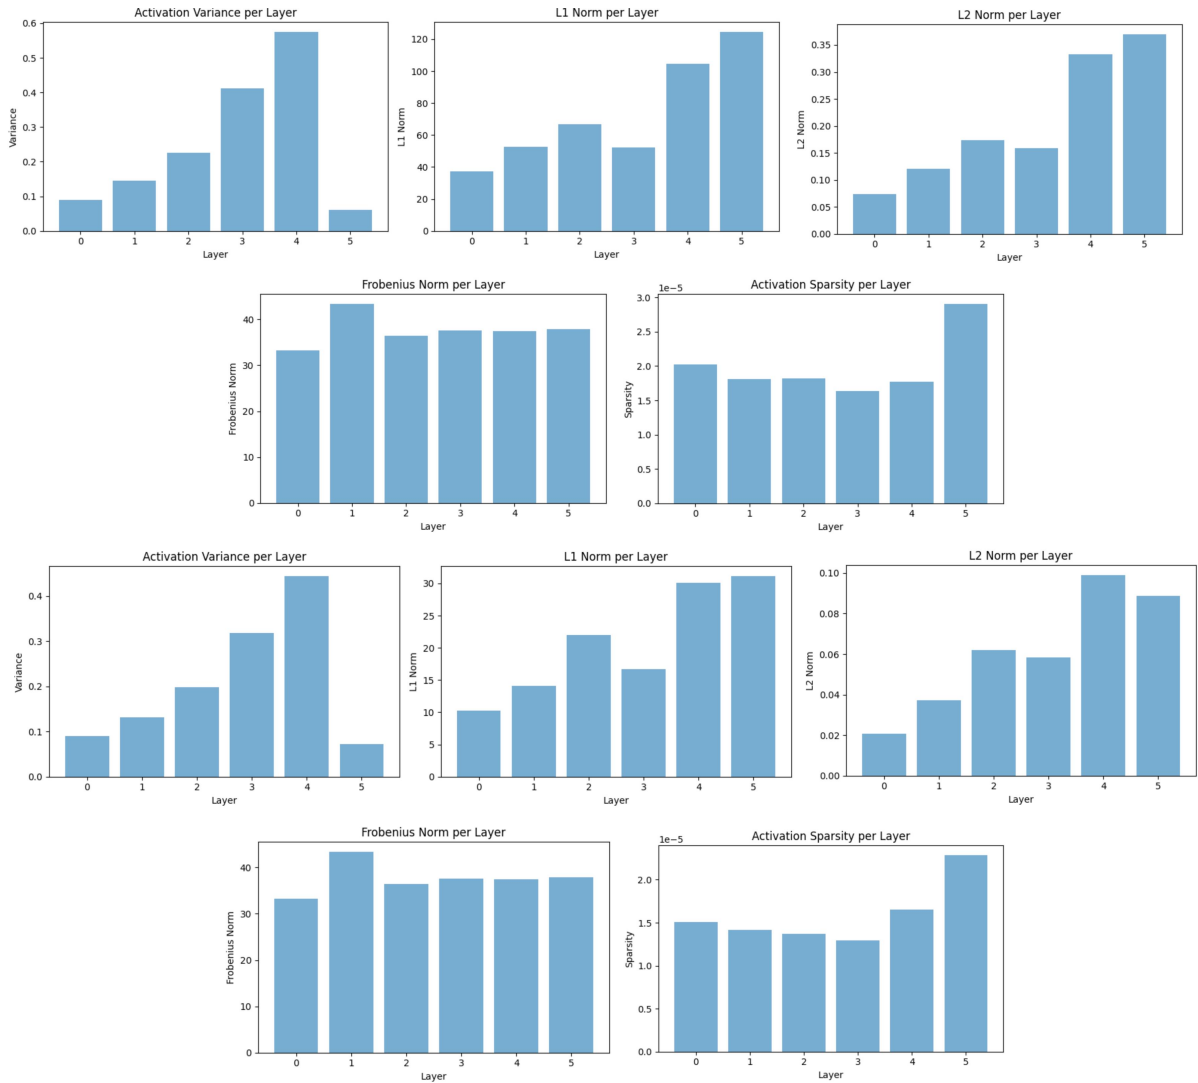 Activation Variance per Layer
0.6
0.5
0.4
0.3
0.2
0.1
0.0
Variance
0 1 2 3 4 5
Layer
L1 Norm per Layer
120
100
80
60
40
20
0
L1 Norm
0 1 2 3 4 5
Layer
L2 Norm per Layer
0.35
0.30
0.25
0.20
0.15
0.10
0.05
0.00
L2 Norm
0 1 2 3 4 5
Layer
Frobenius Norm per Layer
40
30
20
10
0
Frobenius Norm
0 1 2 3 4 5
Layer
Activation Sparsity per Layer
1e−5
3.0
2.5
2.0
1.5
1.0
0.5
0.0
Sparsity
0 1 2 3 4 5
Layer
Activation Variance per Layer
0.4
0.3
0.2
0.1
0.0
Variance
0 1 2 3 4 5
Layer
L1 Norm per Layer
30
25
20
15
10
5
0
L1 Norm
0 1 2 3 4 5
Layer
L2 Norm per Layer
0.10
0.08
0.06
0.04
0.02
0.00
L2 Norm
0 1 2 3 4 5
Layer
Frobenius Norm per Layer
40
30
20
10
0
Frobenius Norm
0 1 2 3 4 5
Layer
Activation Sparsity per Layer
1e−5
2.0
1.5
1.0
0.5
0.0
Sparsity
0 1 2 3 4 5
Layer